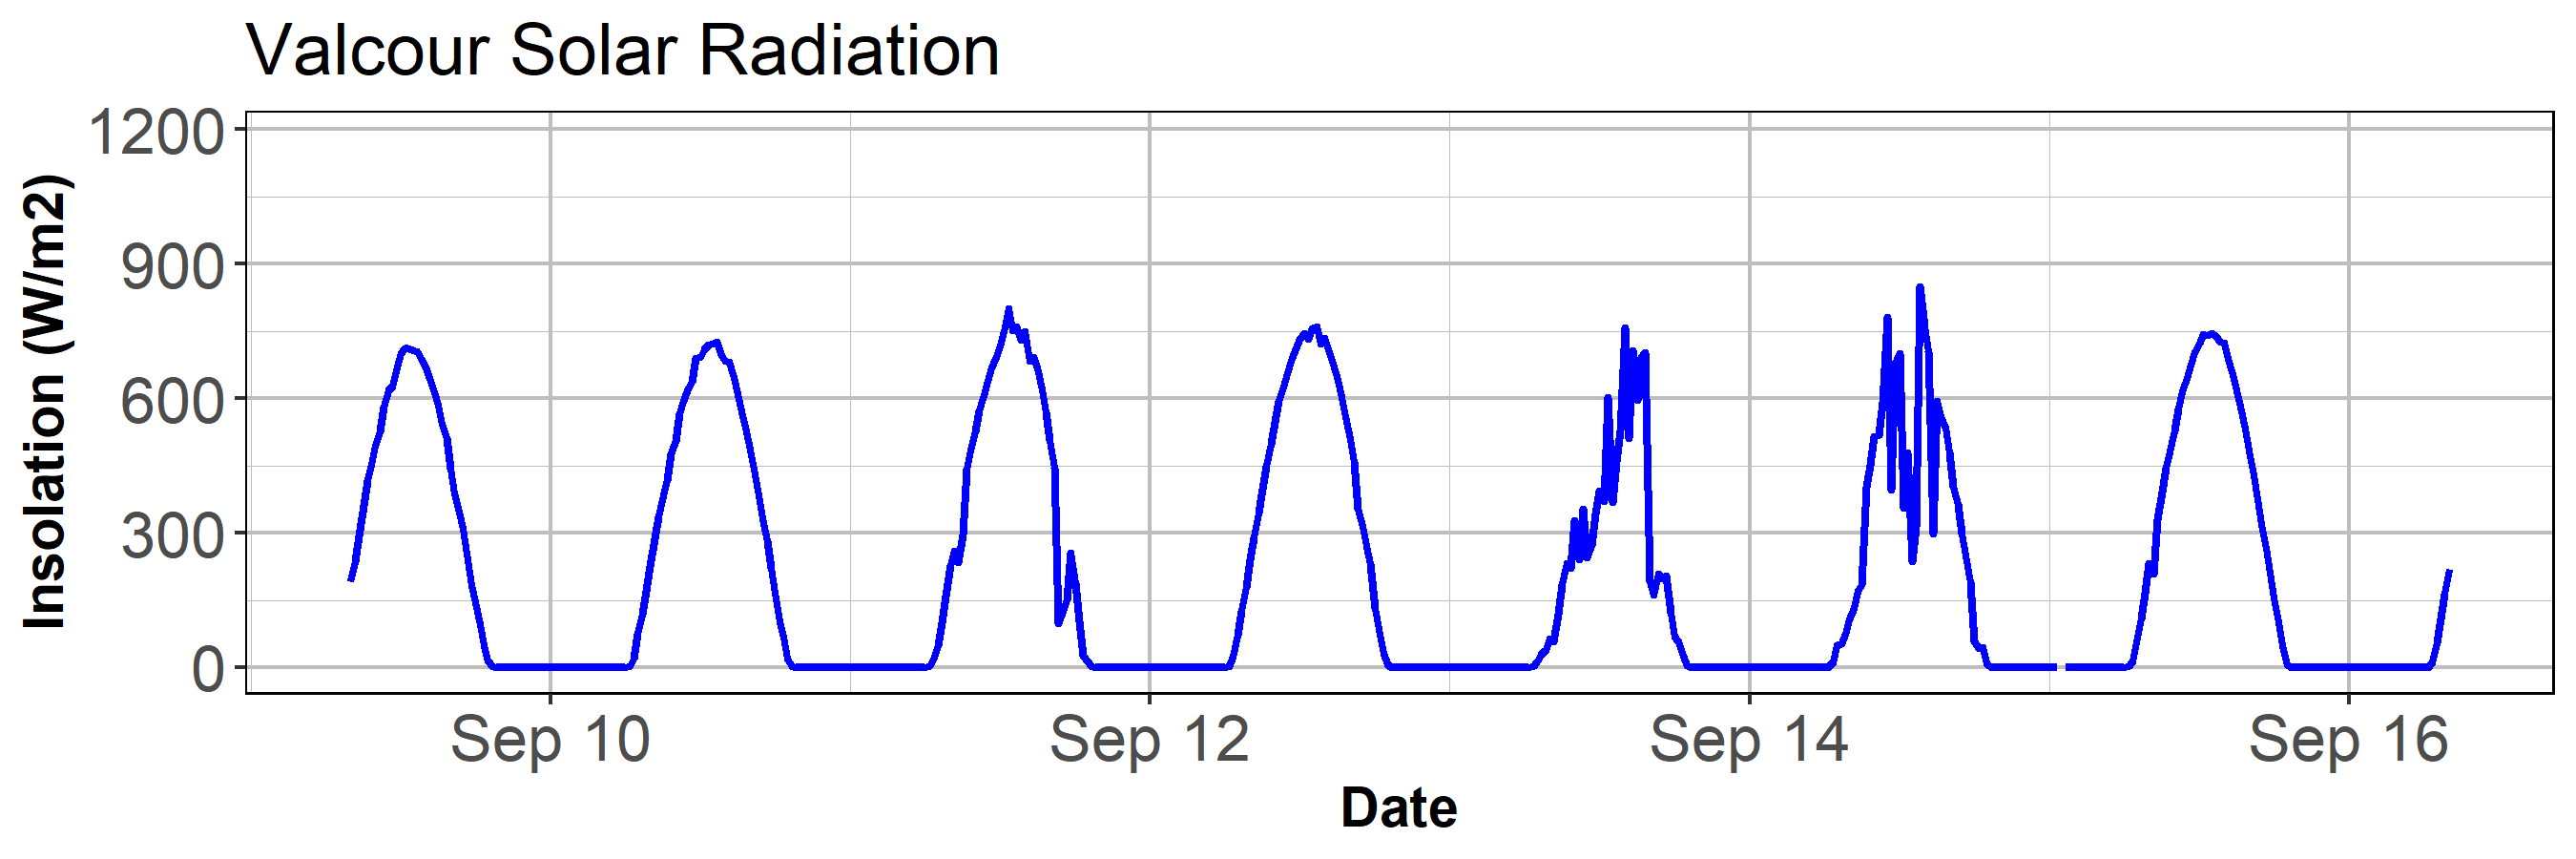 Valcour Solar Radiation
1200
900
600
300
0
Insolation (W/m2)
Sep 10 Sep 12 Sep 14 Sep 16
Date